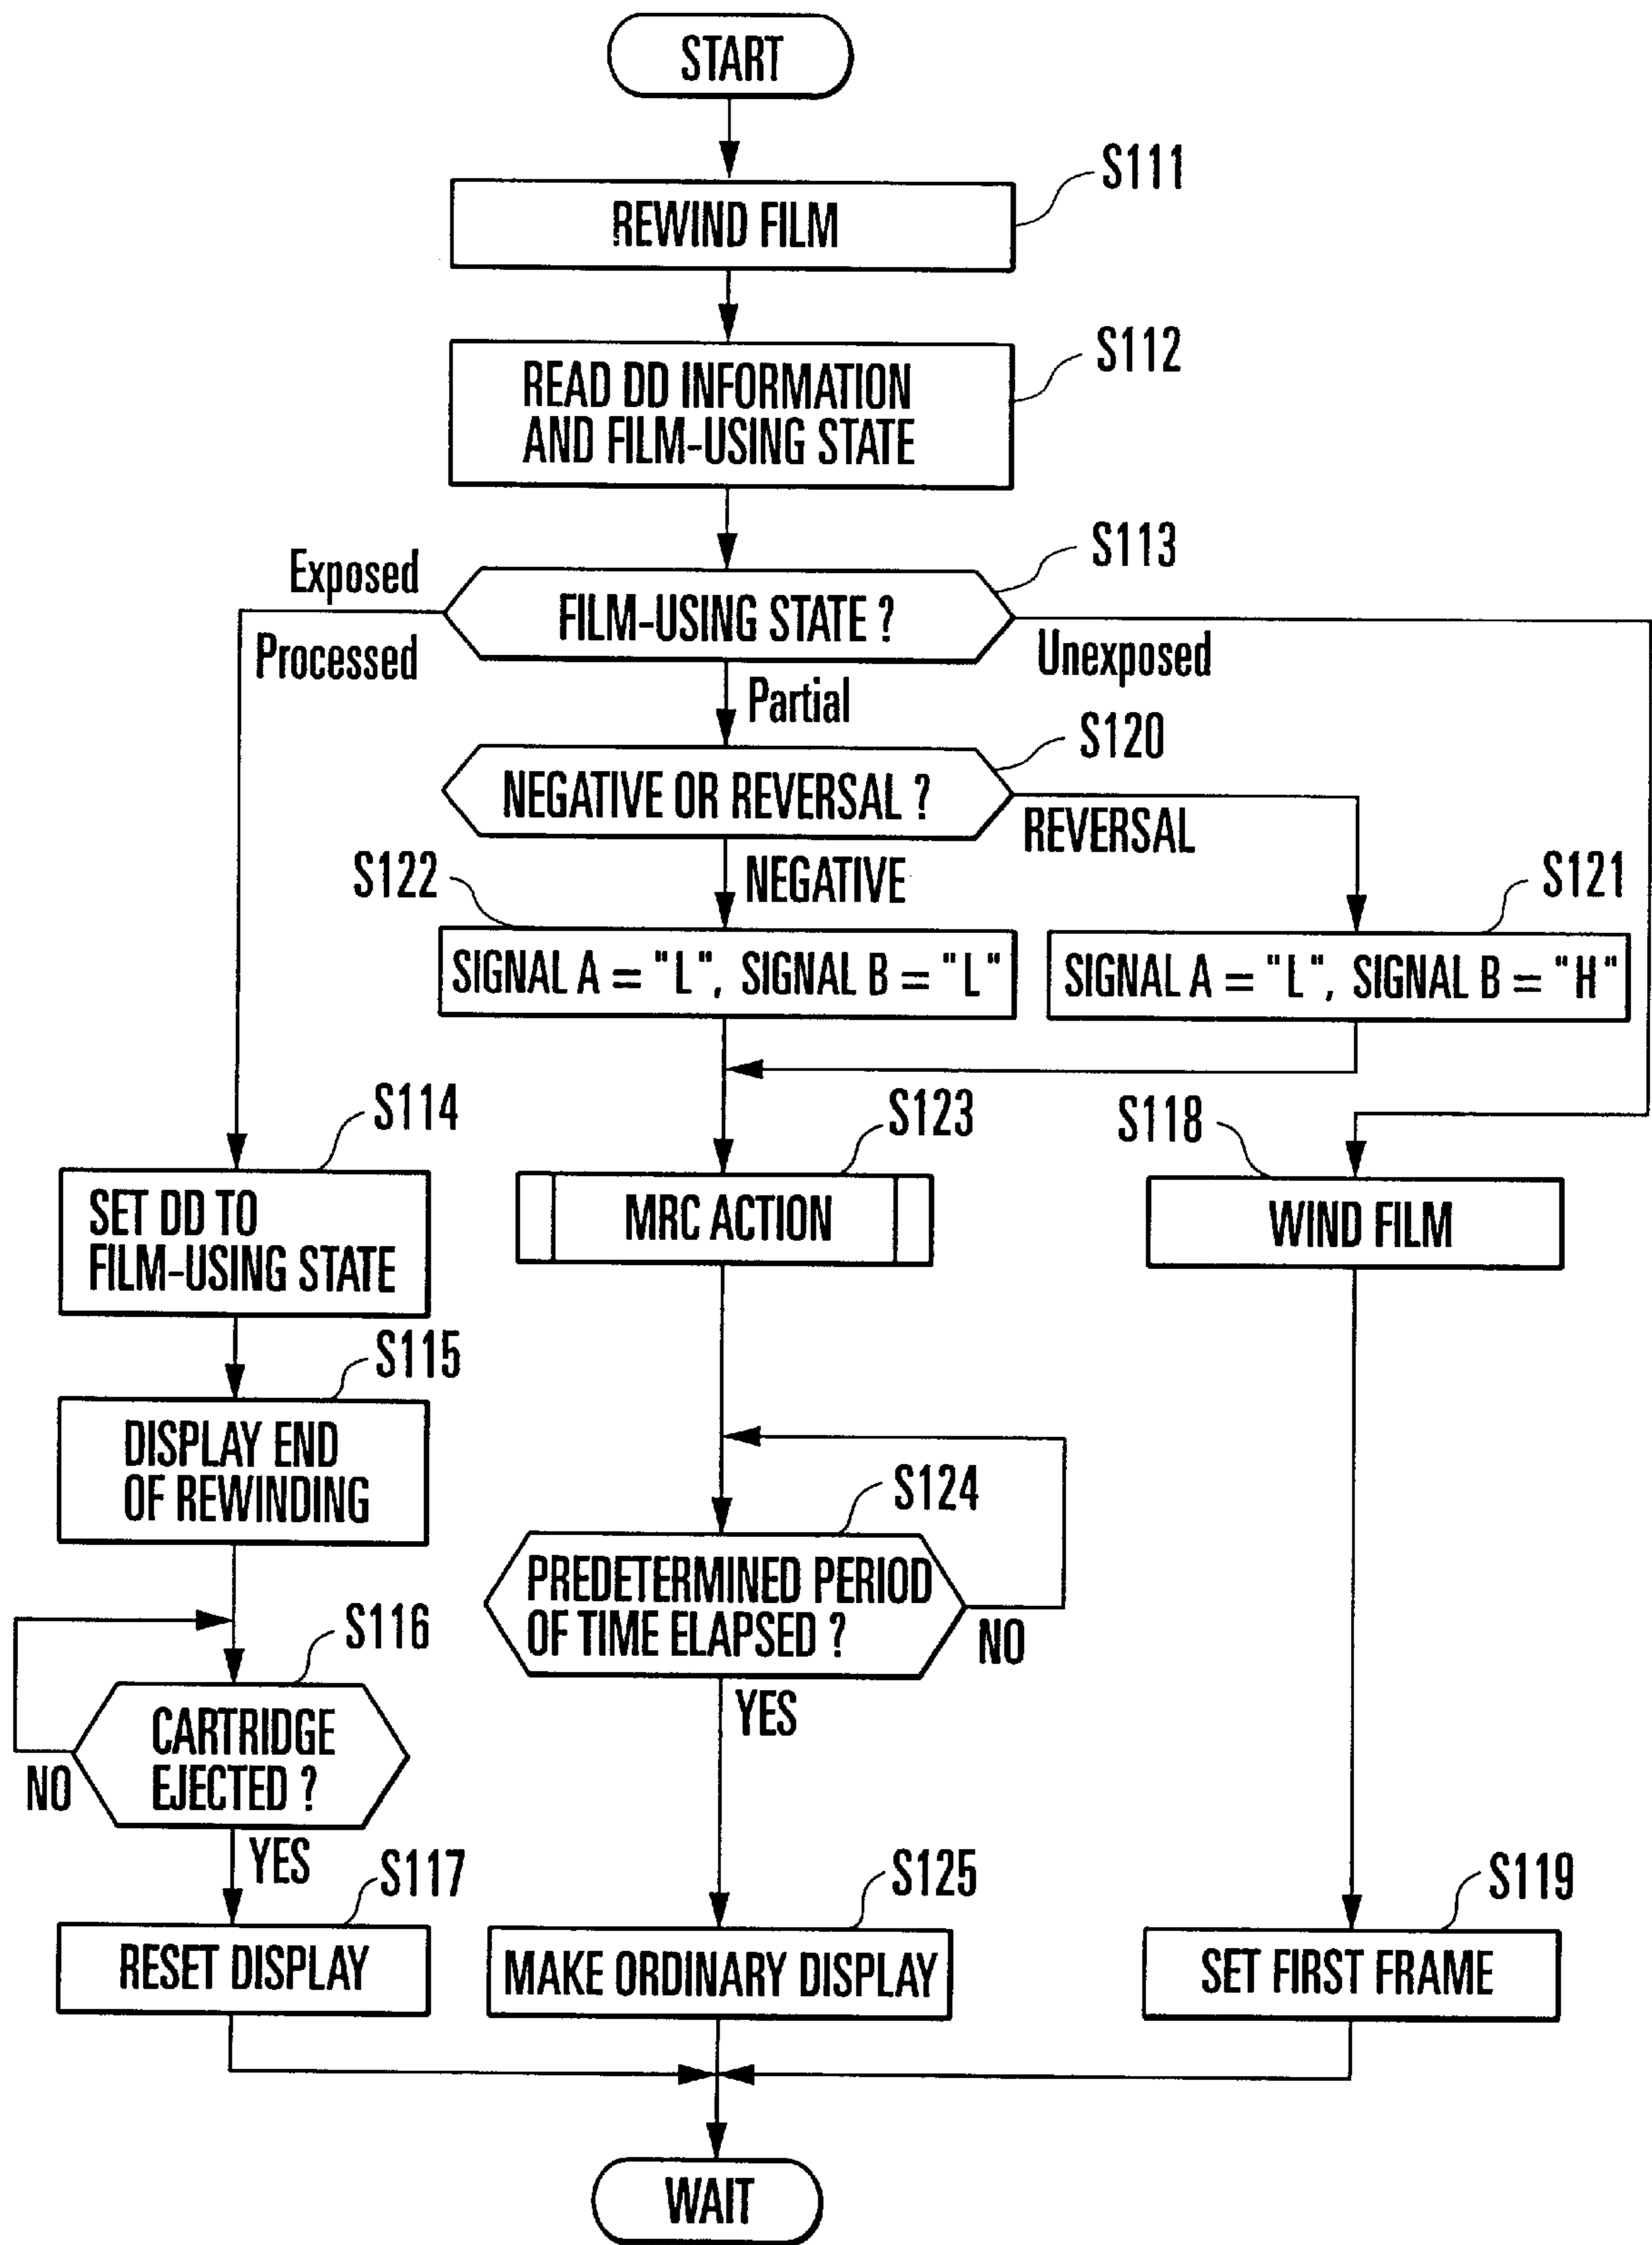 START
S111
REWIND FILM
S112
READ DD INFORMATION
AND FILM-USING STATE
S113
Exposed
FILM-USING STATE ?
Processed
Unexposed
Partial
S120
NEGATIVE OR REVERSAL ?
REVERSAL
S122
NEGATIVE
S121
SIGNAL A = "L", SIGNAL B = "L"
SIGNAL A = "L", SIGNAL B = "H"
S114
S123
S118
SET DD TO
FILM-USING STATE
MRC ACTION
WIND FILM
S115
DISPLAY END
OF REWINDING
S124
PREDETERMINED PERIOD
OF TIME ELAPSED ?
NO
S116
CARTRIDGE
EJECTED ?
NO
YES
YES
S117
S125
S119
RESET DISPLAY
MAKE ORDINARY DISPLAY
SET FIRST FRAME
WAIT